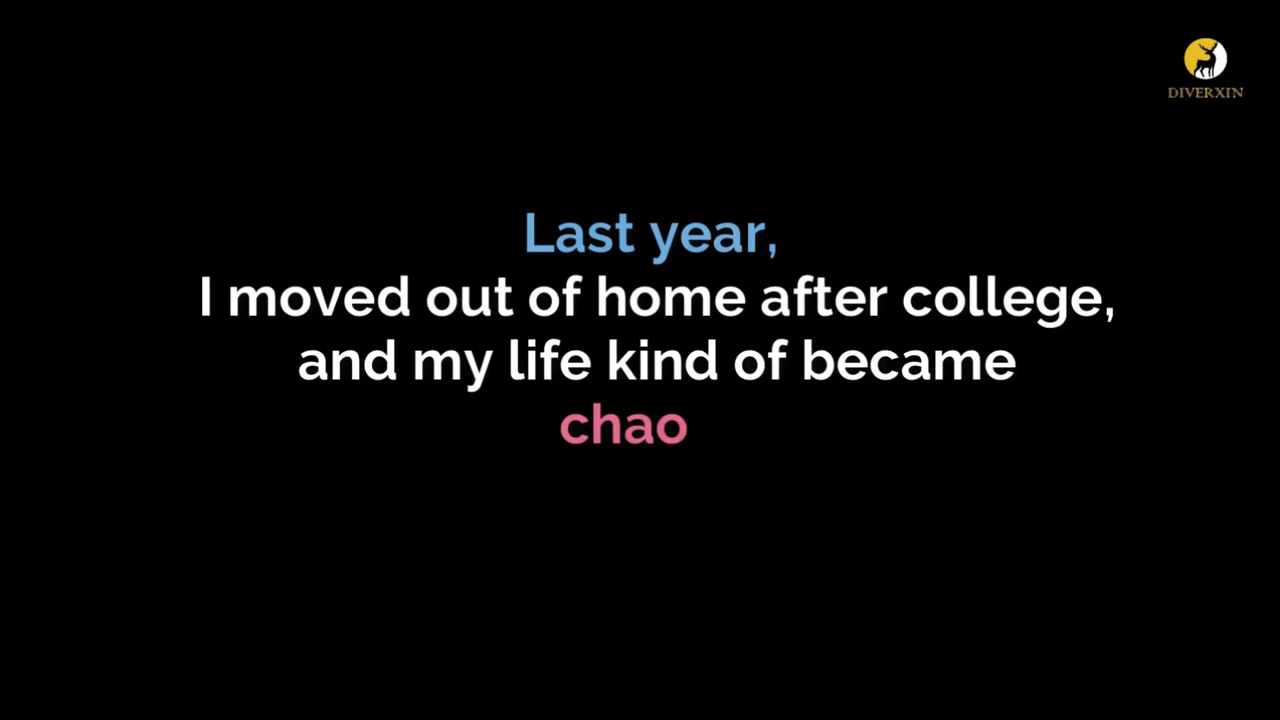 DIVERXIN
Last year,
I moved out of home after college,
and my life kind of became
chao